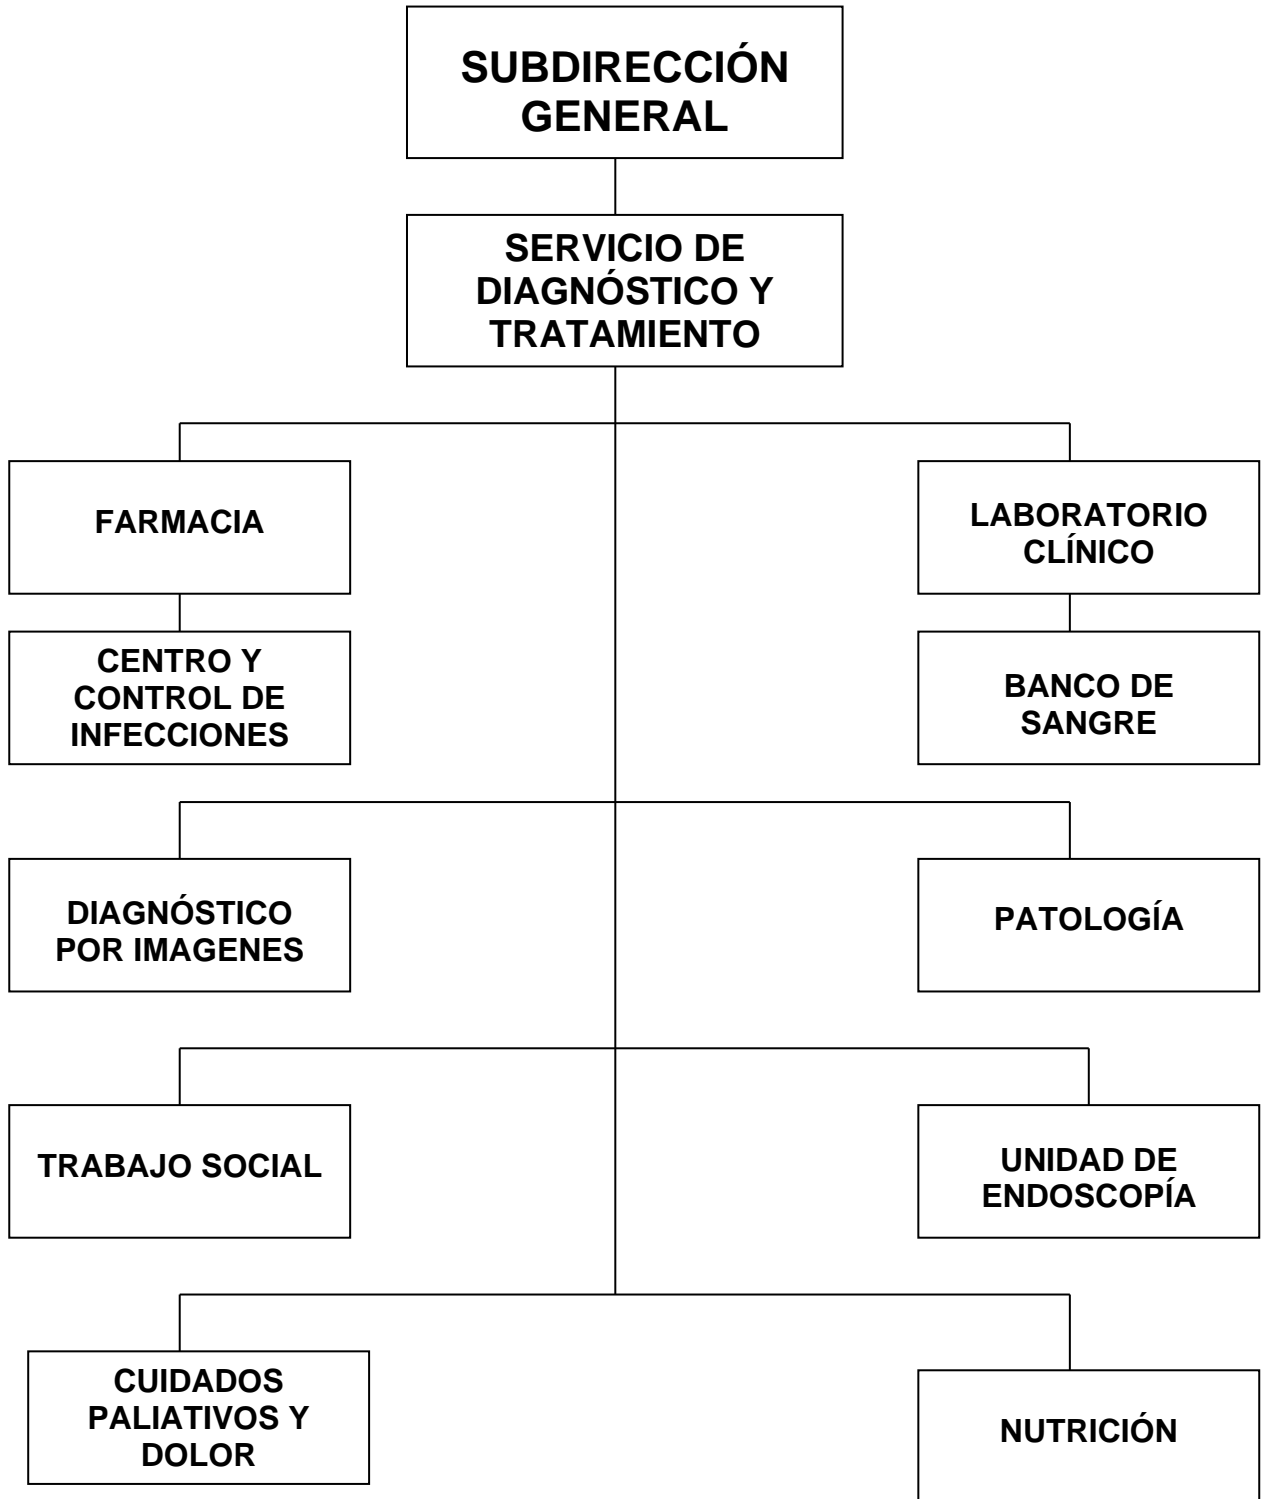 SUBDIRECCIÓN
GENERAL
SERVICIO DE
DIAGNÓSTICO Y
TRATAMIENTO
FARMACIA
LABORATORIO
CLÍNICO
CENTRO Y
CONTROL DE
INFECCIONES
BANCO DE
SANGRE
DIAGNÓSTICO
POR IMAGENES
PATOLOGÍA
TRABAJO SOCIAL
UNIDAD DE
ENDOSCOPÍA
CUIDADOS
PALIATIVOS Y
DOLOR
NUTRICIÓN